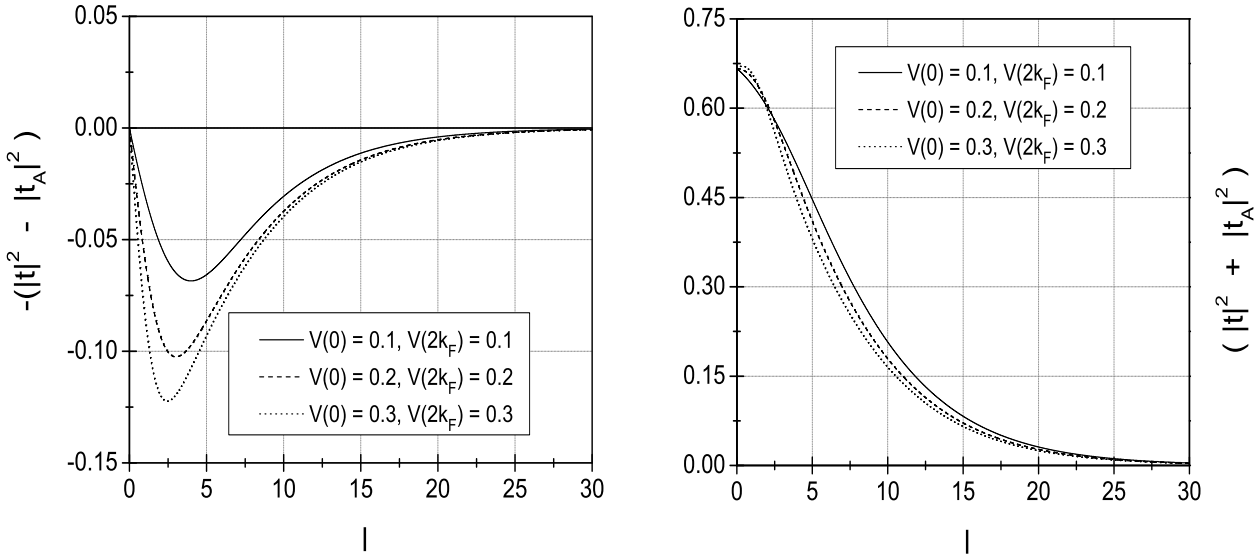 0.05
0.00
-0.05
-0.10
-0.15
-(|t|² - |t_A|²)
V(0) = 0.1, V(2k_F) = 0.1
V(0) = 0.2, V(2k_F) = 0.2
V(0) = 0.3, V(2k_F) = 0.3
0 5 10 15 20 25 30
l
0.75
0.60
0.45
0.30
0.15
0.00
V(0) = 0.1, V(2k_F) = 0.1
V(0) = 0.2, V(2k_F) = 0.2
V(0) = 0.3, V(2k_F) = 0.3
( |t|² + |t_A|² )
0 5 10 15 20 25 30
l